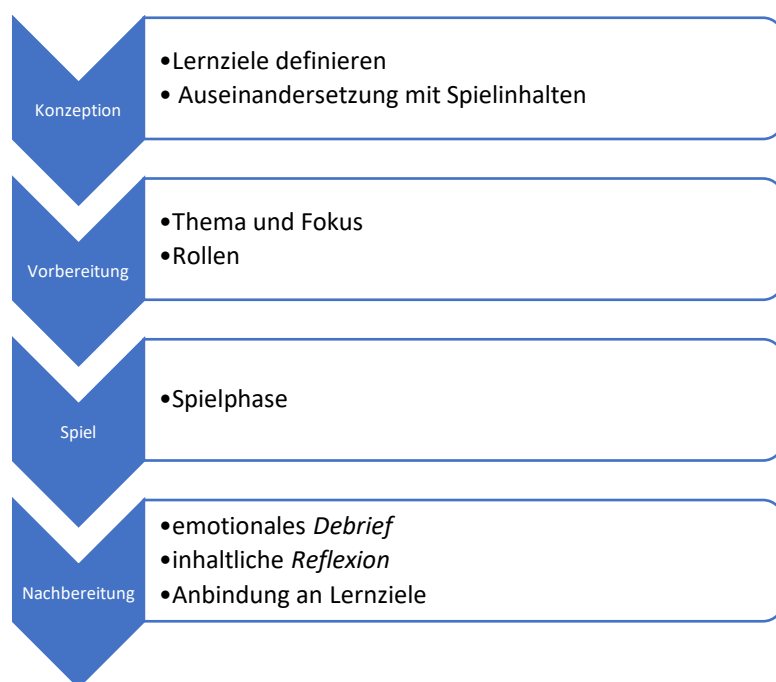 Konzeption
•Lernziele definieren
• Auseinandersetzung mit Spielinhalten
Vorbereitung
•Thema und Fokus
•Rollen
Spiel
•Spielphase
Nachbereitung
•emotionales Debrief
•inhaltliche Reflexion
•Anbindung an Lernziele